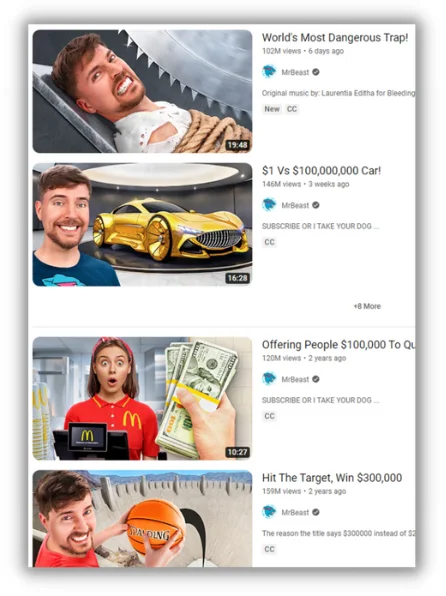 World's Most Dangerous Trap!
102M views • 6 days ago
MrBeast
Original music by: Laurentia Editha for Bleeding
New CC
19:48
$1 Vs $100,000,000 Car!
146M views • 3 weeks ago
MrBeast
SUBSCRIBE OR I TAKE YOUR DOG ...
CC
16:28
+8 More
Offering People $100,000 To Qu
120M views • 2 years ago
MrBeast
SUBSCRIBE OR I TAKE YOUR DOG ...
CC
10:27
Hit The Target, Win $300,000
159M views • 2 years ago
MrBeast
The reason the title says $300000 instead of $2
CC
SPALDING